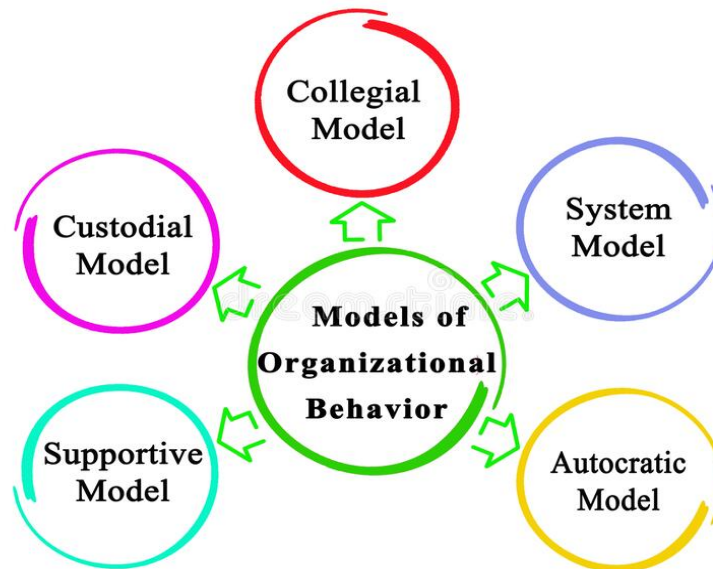 Collegial
Model
Custodial
Model
System
Model
Models of
Organizational
Behavior
Supportive
Model
Autocratic
Model